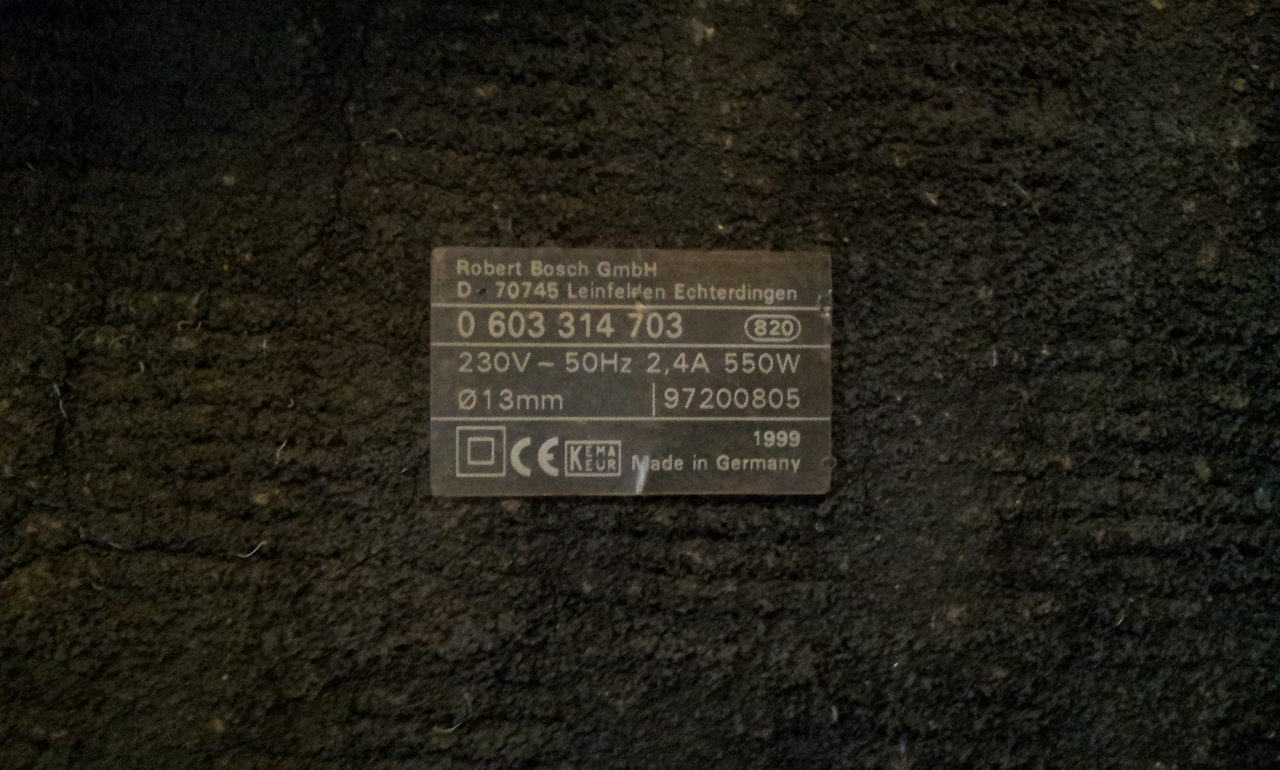 Robert Bosch GmbH
D - 70745 Leinfelden Echterdingen
0 603 314 703 820
230V ~ 50Hz 2,4A 550W
Ø13mm 97200805
1999
CE KEMA KEUR Made in Germany